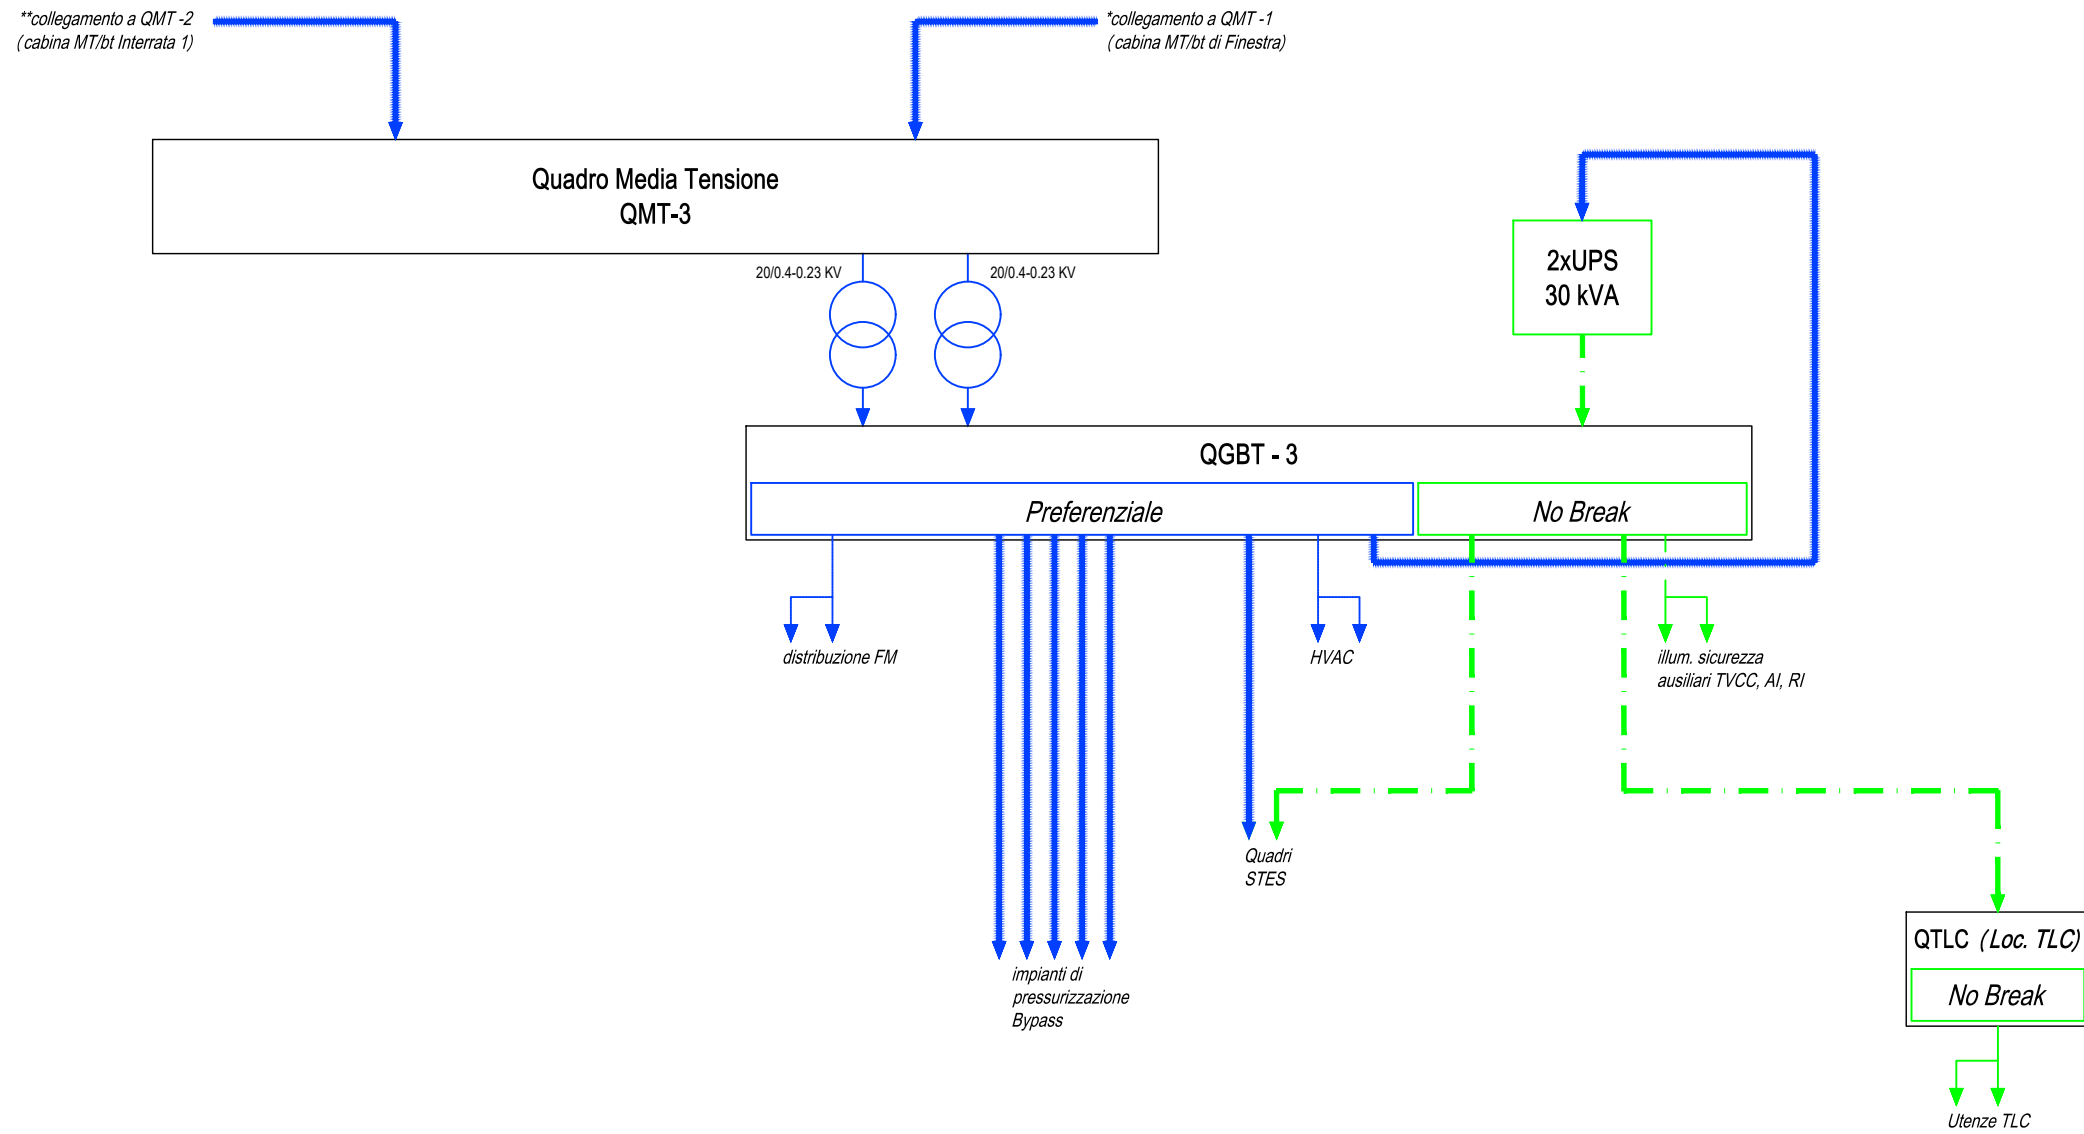 **collegamento a QMT -2
(cabina MT/bt Interrata 1)
*collegamento a QMT -1
(cabina MT/bt di Finestra)
Quadro Media Tensione
QMT-3
20/0.4-0.23 KV
20/0.4-0.23 KV
2xUPS
30 kVA
QGBT - 3
Preferenziale
No Break
distribuzione FM
HVAC
illum. sicurezza
ausiliari TVCC, AI, RI
Quadri
STES
impianti di
pressurizzazione
Bypass
QTLC (Loc. TLC)
No Break
Utenze TLC